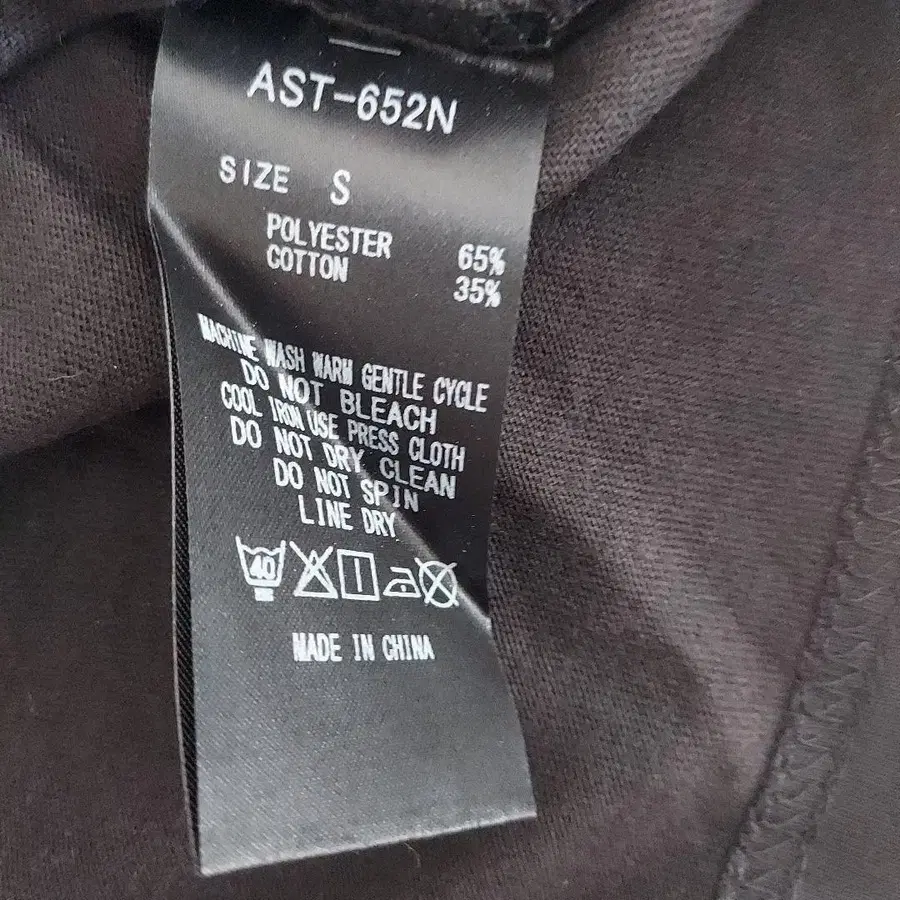 AST-652N
SIZE S
POLYESTER 65%
COTTON 35%
MACHINE WASH WARM GENTLE CYCLE
DO NOT BLEACH
COOL IRON USE PRESS CLOTH
DO NOT DRY CLEAN
DO NOT SPIN
LINE DRY
40
MADE IN CHINA